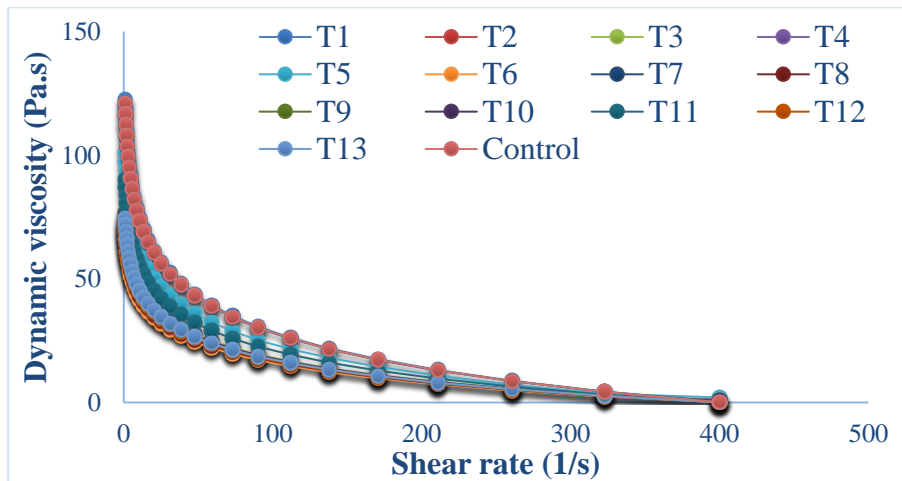 150
T1 T2 T3 T4
T5 T6 T7 T8
T9 T10 T11 T12
T13 Control
100
50
0
Dynamic viscosity (Pa.s)
0 100 200 300 400 500
Shear rate (1/s)